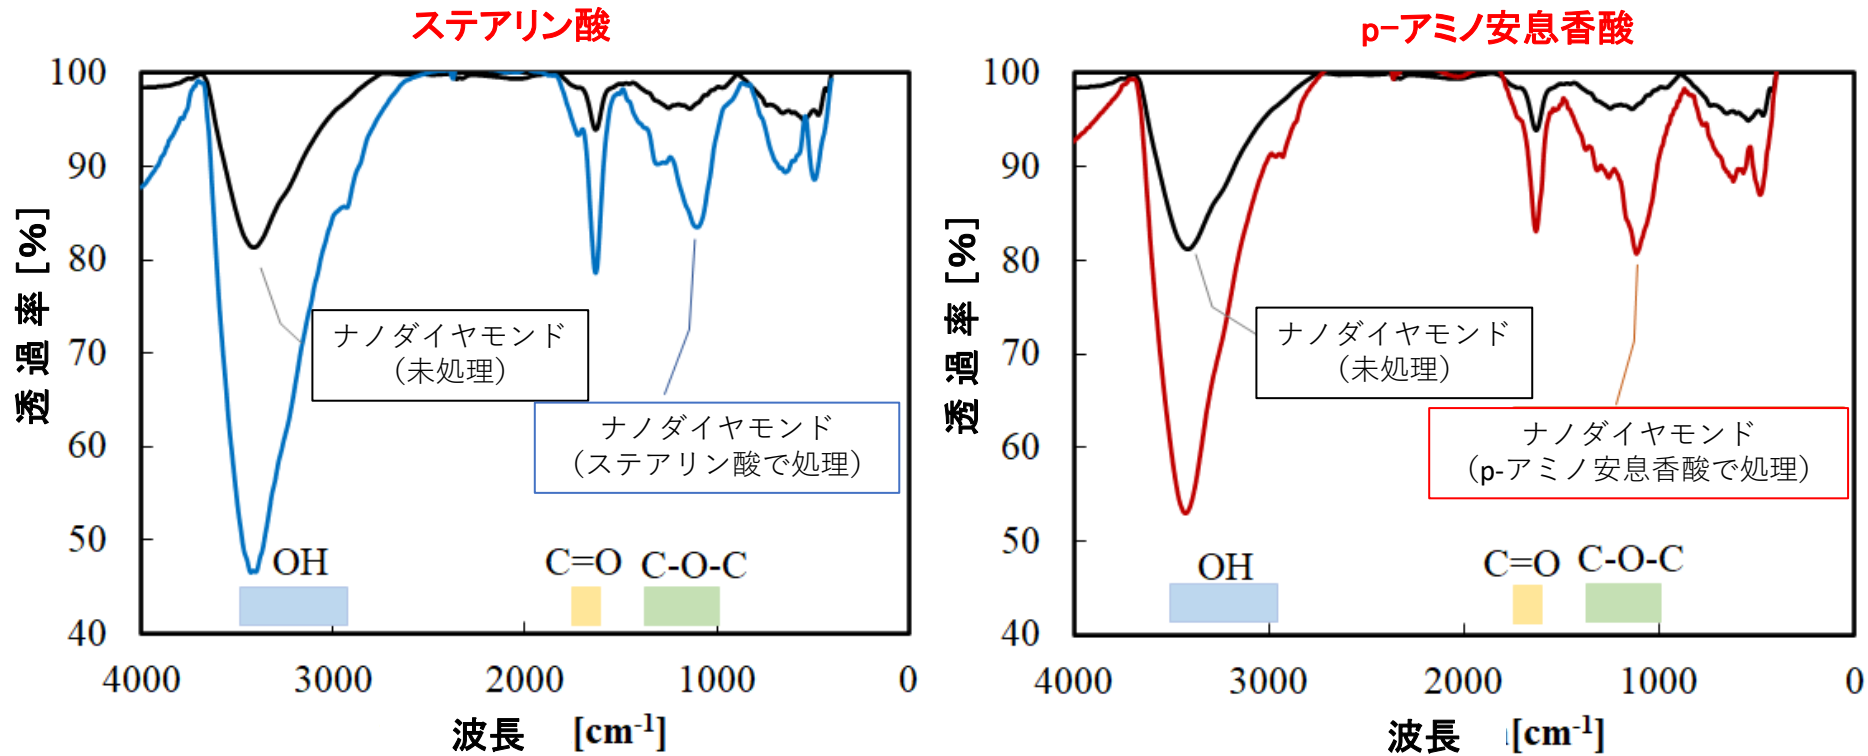 ステアリン酸
100
90
80
70
60
50
40
透過率 [%]
ナノダイヤモンド
（未処理）
ナノダイヤモンド
（ステアリン酸で処理）
OH
C=O
C-O-C
4000
3000
2000
1000
0
波長 [cm⁻¹]
p−アミノ安息香酸
100
90
80
70
60
50
40
透過率 [%]
ナノダイヤモンド
（未処理）
ナノダイヤモンド
（p-アミノ安息香酸で処理）
OH
C=O
C-O-C
4000
3000
2000
1000
0
波長 [cm⁻¹]